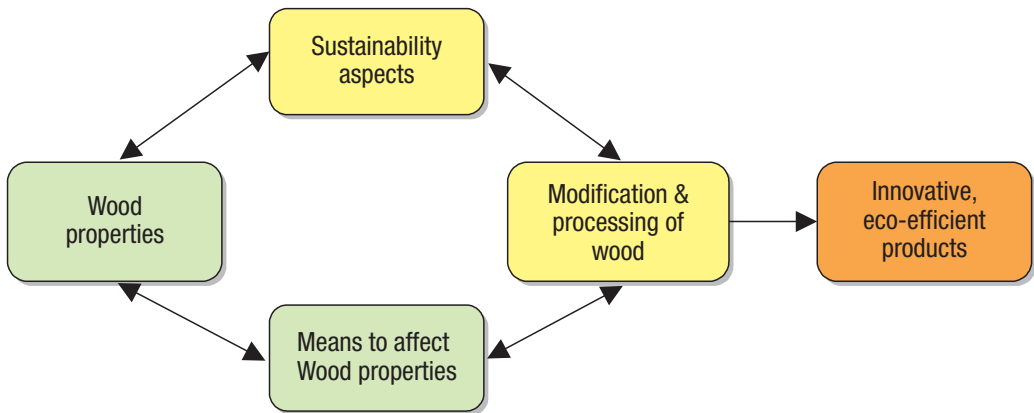 Sustainability
aspects
Wood
properties
Modification &
processing of
wood
Innovative,
eco-efficient
products
Means to affect
Wood properties